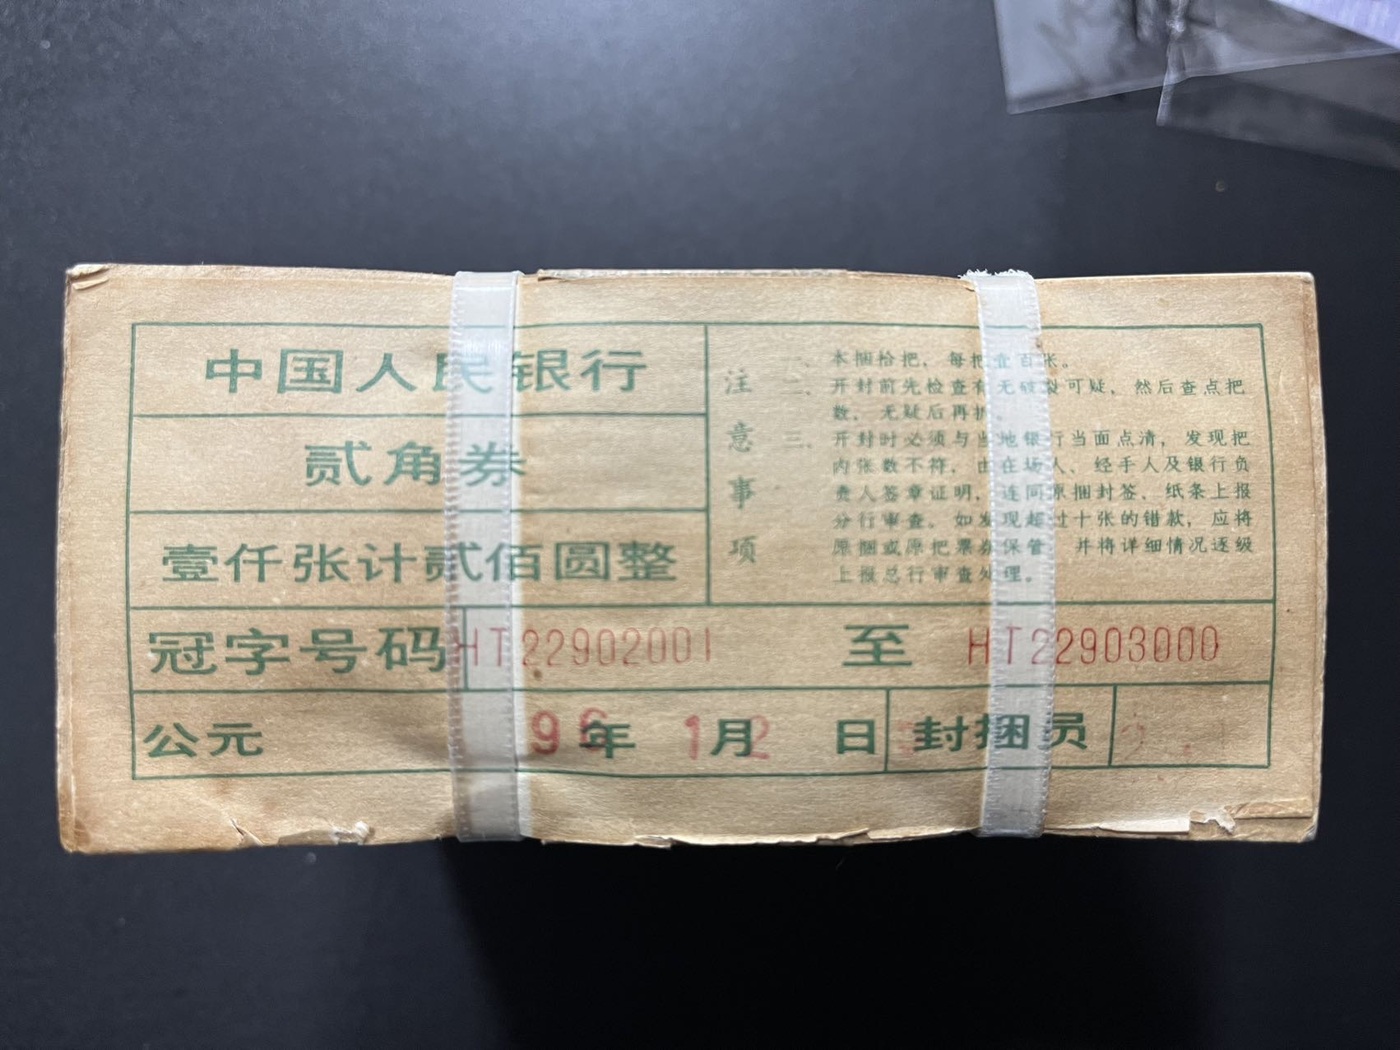 中国人民银行
贰角券
壹仟张计贰佰圆整
注意事项
一、本捆拾把，每把壹百张。
二、开封前先检查有无破裂可疑，然后查点把
数，无疑后再拆。
三、开封时必须与当地银行当面点清，发现把
内张数不符，由在场人、经手人及银行负
责人签章证明，连同原捆封签、纸条上报
分行审查。如发现超过十张的错款，应将
原捆或原把票券保管，并将详细情况逐级
上报总行审查处理。
冠字号码 HT22902001 至 HT22903000
公元 96年 1月2 日 封捆员